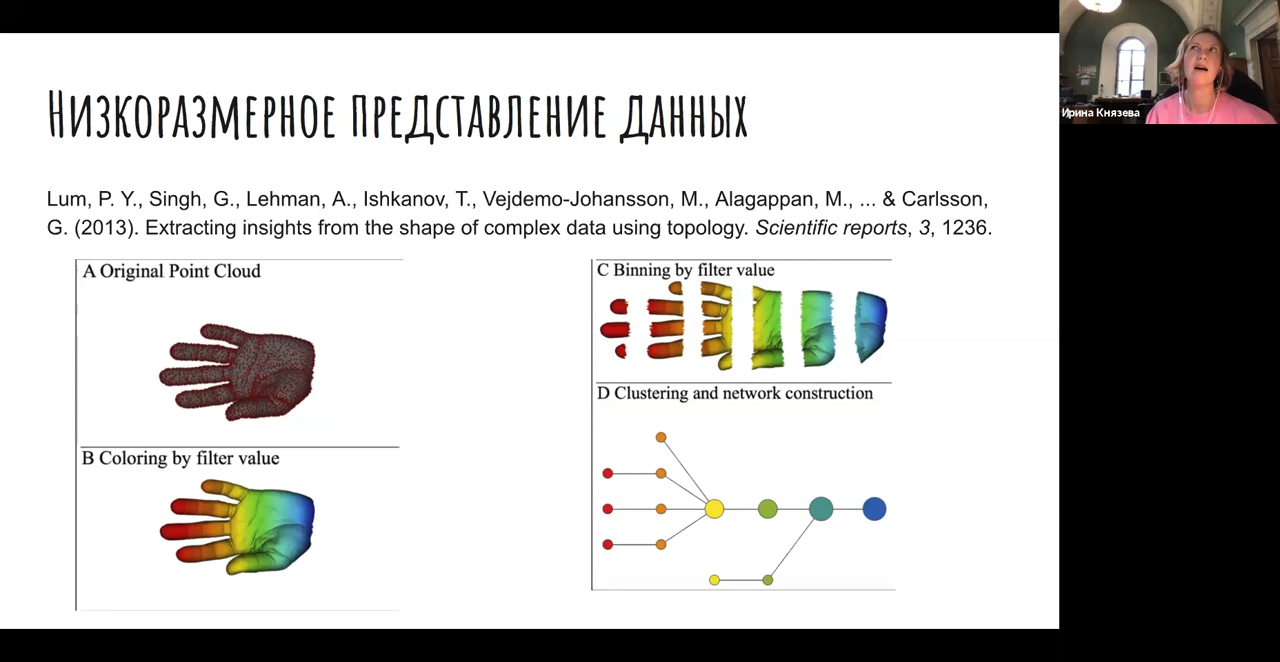 Низкоразмерное представление данных
Lum, P. Y., Singh, G., Lehman, A., Ishkanov, T., Vejdemo-Johansson, M., Alagappan, M., ... & Carlsson,
G. (2013). Extracting insights from the shape of complex data using topology. Scientific reports, 3, 1236.
A Original Point Cloud
B Coloring by filter value
C Binning by filter value
D Clustering and network construction
Ирина Князева